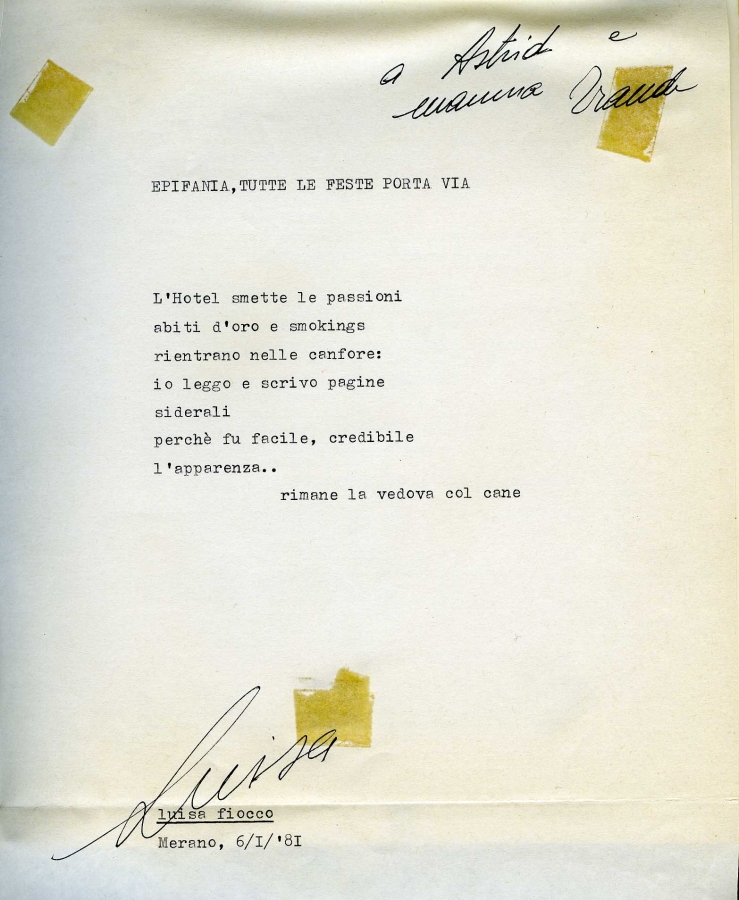 a Astrid e
mamma
EPIFANIA,TUTTE LE FESTE PORTA VIA
L'Hotel smette le passioni
abiti d'oro e smokings
rientrano nelle canfore:
io leggo e scrivo pagine
siderali
perchè fu facile, credibile
l'apparenza..
rimane la vedova col cane
Luisa
luisa fiocco
Merano, 6/I/'81